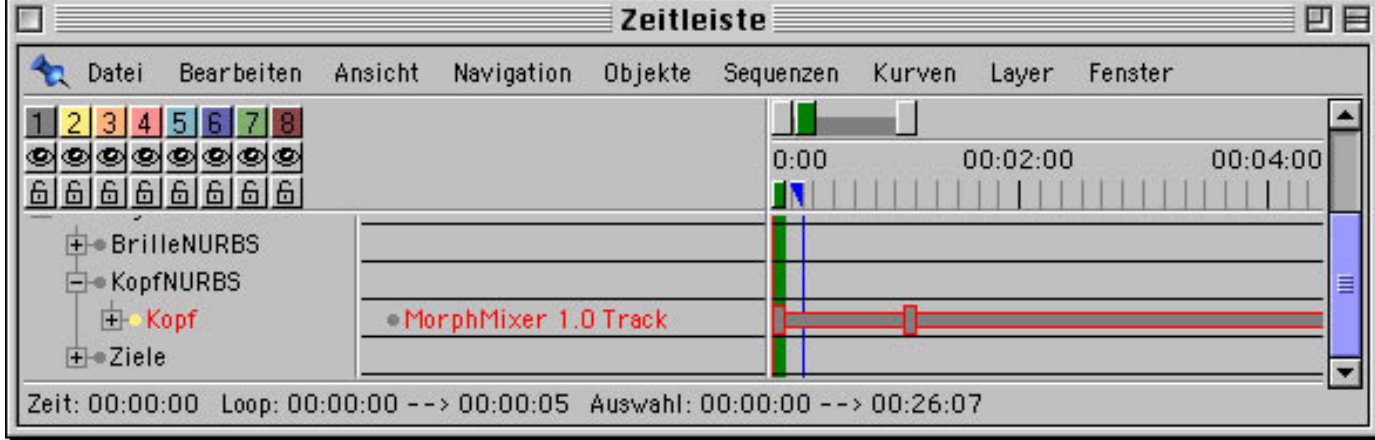 Zeitleiste
Datei Bearbeiten Ansicht Navigation Objekte Sequenzen Kurven Layer Fenster
1 2 3 4 5 6 7 8
0:00 00:02:00 00:04:00
BrilleNURBS
KopfNURBS
Kopf MorphMixer 1.0 Track
Ziele
Zeit: 00:00:00 Loop: 00:00:00 --> 00:00:05 Auswahl: 00:00:00 --> 00:26:07